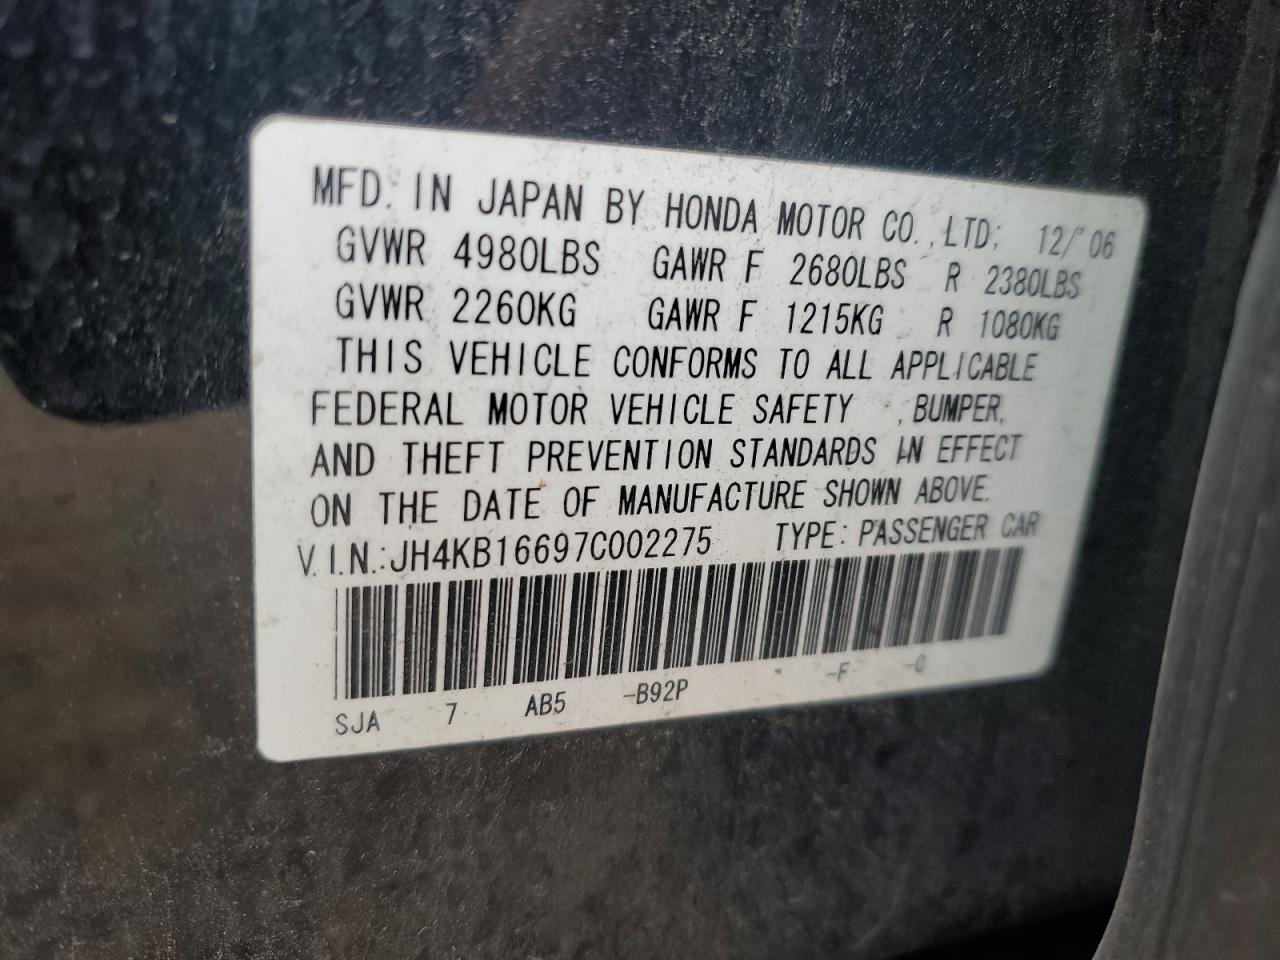 MFD. IN JAPAN BY HONDA MOTOR CO.,LTD; 12/'06
GVWR 4980LBS GAWR F 2680LBS R 2380LBS
GVWR 2260KG GAWR F 1215KG R 1080KG
THIS VEHICLE CONFORMS TO ALL APPLICABLE
FEDERAL MOTOR VEHICLE SAFETY ,BUMPER,
AND THEFT PREVENTION STANDARDS IN EFFECT
ON THE DATE OF MANUFACTURE SHOWN ABOVE.
V.I.N.:JH4KB16697C002275 TYPE: PASSENGER CAR
SJA 7 AB5 -B92P -F -C